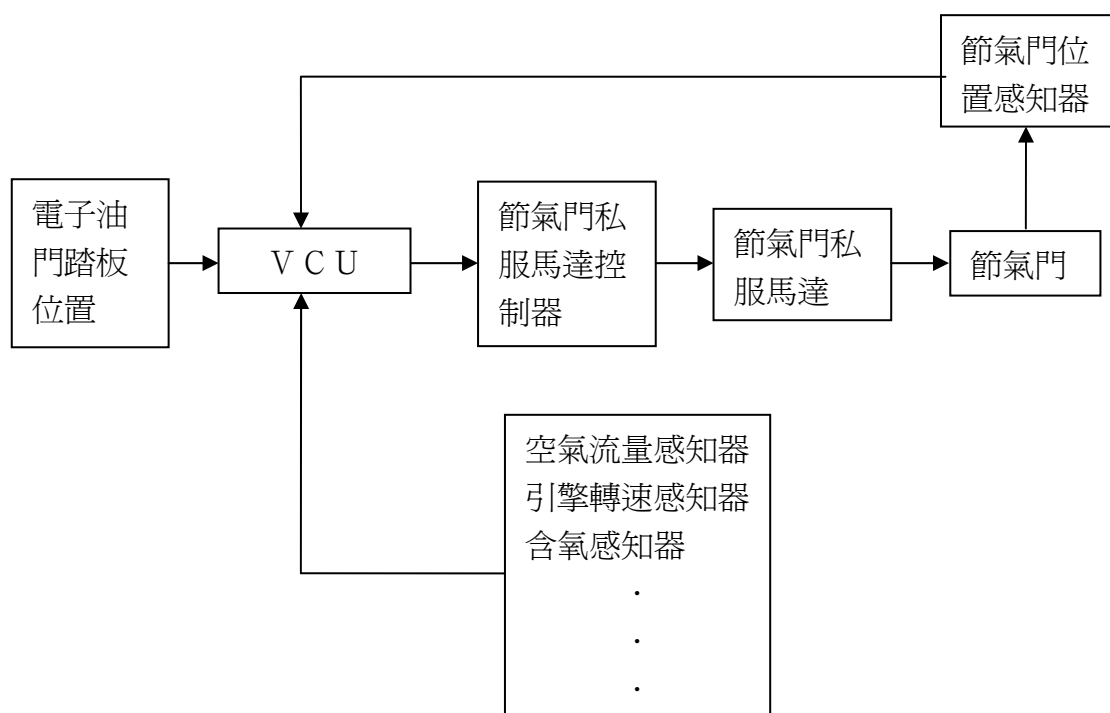 節氣門位
置感知器
電子油
門踏板
位置
ＶＣＵ
節氣門私
服馬達控
制器
節氣門私
服馬達
節氣門
空氣流量感知器
引擎轉速感知器
含氧感知器
．
．
．